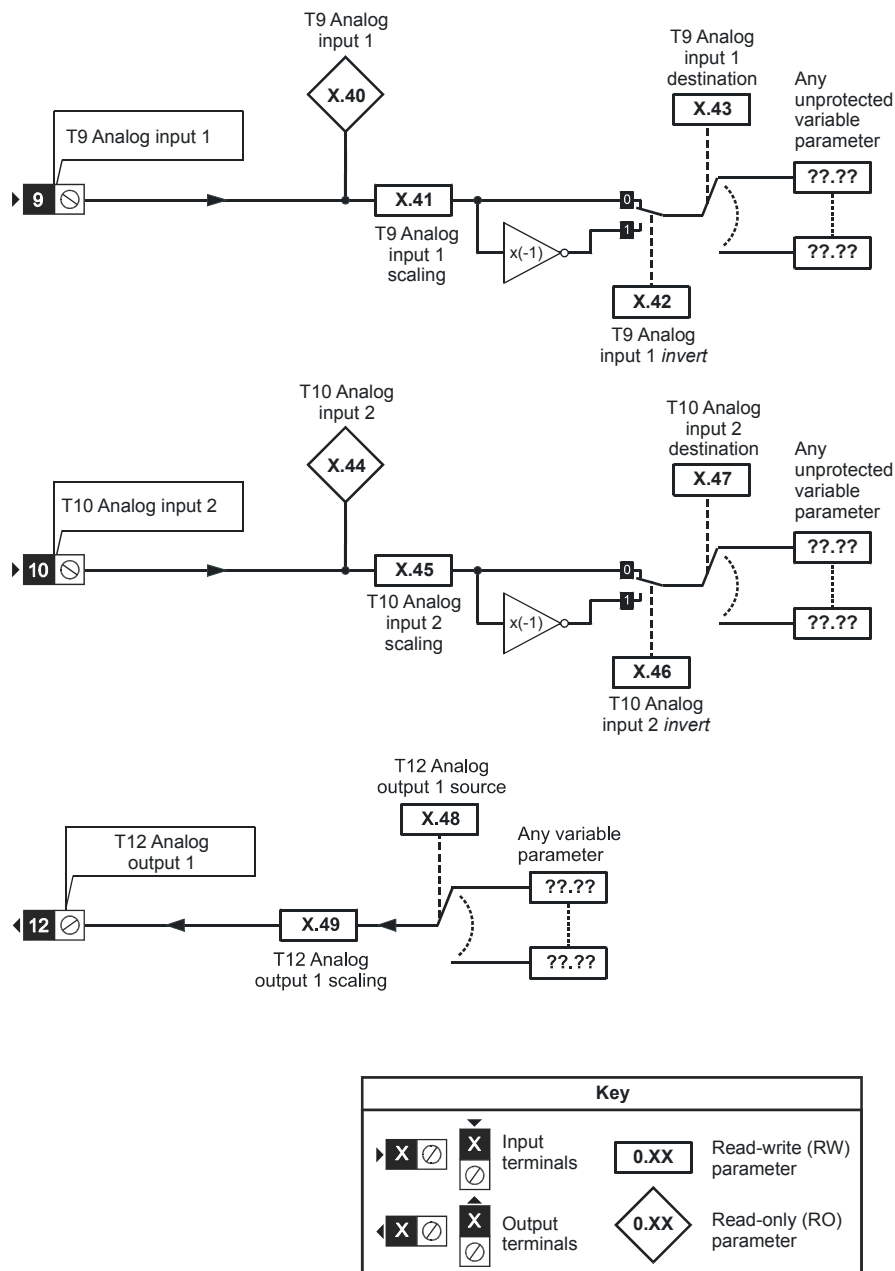 T9 Analog
input 1
X.40
T9 Analog
input 1
destination
X.43
Any
unprotected
variable
parameter
T9 Analog input 1
9
X.41
T9 Analog
input 1
scaling
x(-1)
0
1
??.??
??.??
X.42
T9 Analog
input 1 invert
T10 Analog
input 2
X.44
T10 Analog
input 2
destination
X.47
Any
unprotected
variable
parameter
T10 Analog input 2
10
X.45
T10 Analog
input 2
scaling
x(-1)
0
1
??.??
??.??
X.46
T10 Analog
input 2 invert
T12 Analog
output 1 source
X.48
Any variable
parameter
T12 Analog
output 1
12
X.49
T12 Analog
output 1 scaling
??.??
??.??
Key
X
X
Input
terminals
0.XX
Read-write (RW)
parameter
X
X
Output
terminals
0.XX
Read-only (RO)
parameter